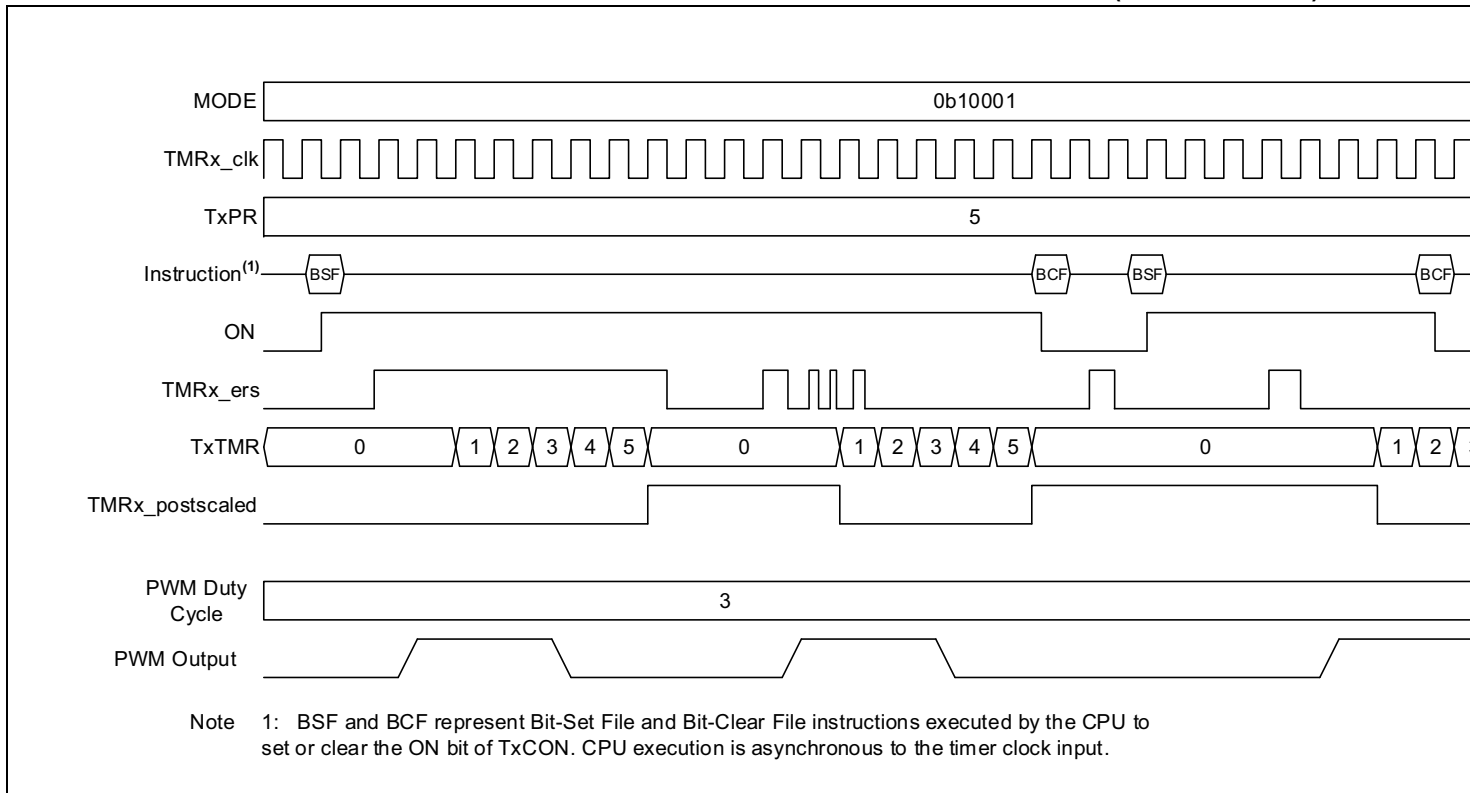 MODE 0b10001
TMRx_clk
TxPR 5
Instruction(1) BSF BCF BSF BCF
ON
TMRx_ers
TxTMR 0 1 2 3 4 5 0 1 2 3 4 5 0 1 2
TMRx_postscaled
PWM Duty
Cycle
3
PWM Output
Note 1: BSF and BCF represent Bit-Set File and Bit-Clear File instructions executed by the CPU to
set or clear the ON bit of TxCON. CPU execution is asynchronous to the timer clock input.